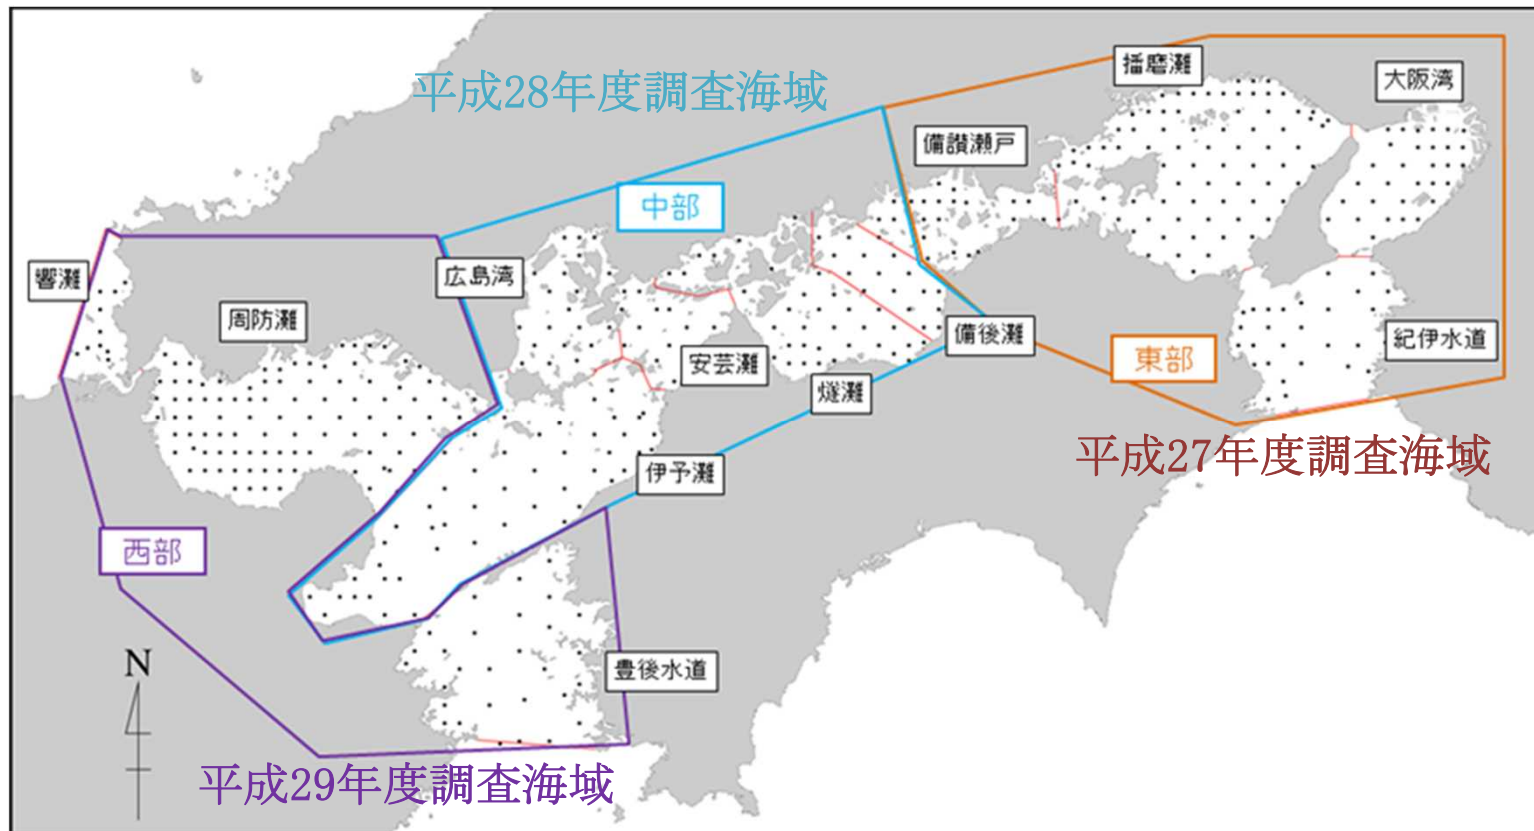 播磨灘
大阪湾
平成28年度調査海域
備讃瀬戸
中部
響灘
広島湾
周防灘
備後灘
紀伊水道
東部
安芸灘
燧灘
平成27年度調査海域
伊予灘
西部
豊後水道
N
平成29年度調査海域